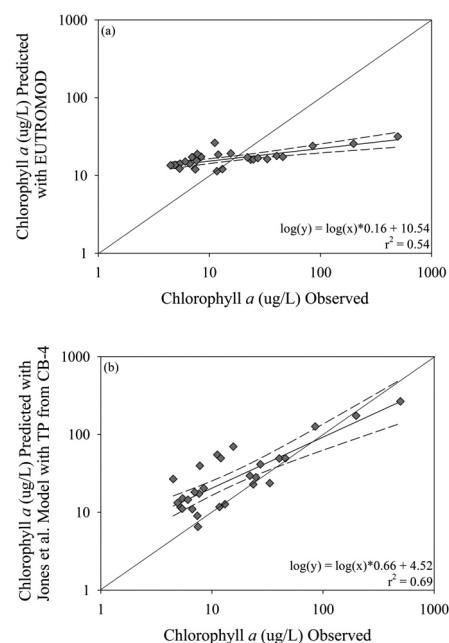 1000
(a)
100
10
1
Chlorophyll a (ug/L) Predicted
with EUTROMOD
log(y) = log(x)*0.16 + 10.54
r2 = 0.54
1 10 100 1000
Chlorophyll a (ug/L) Observed
1000
(b)
100
10
1
Chlorophyll a (ug/L) Predicted with
Jones et al. Model with TP from CB-4
log(y) = log(x)*0.66 + 4.52
r2 = 0.69
1 10 100 1000
Chlorophyll a (ug/L) Observed